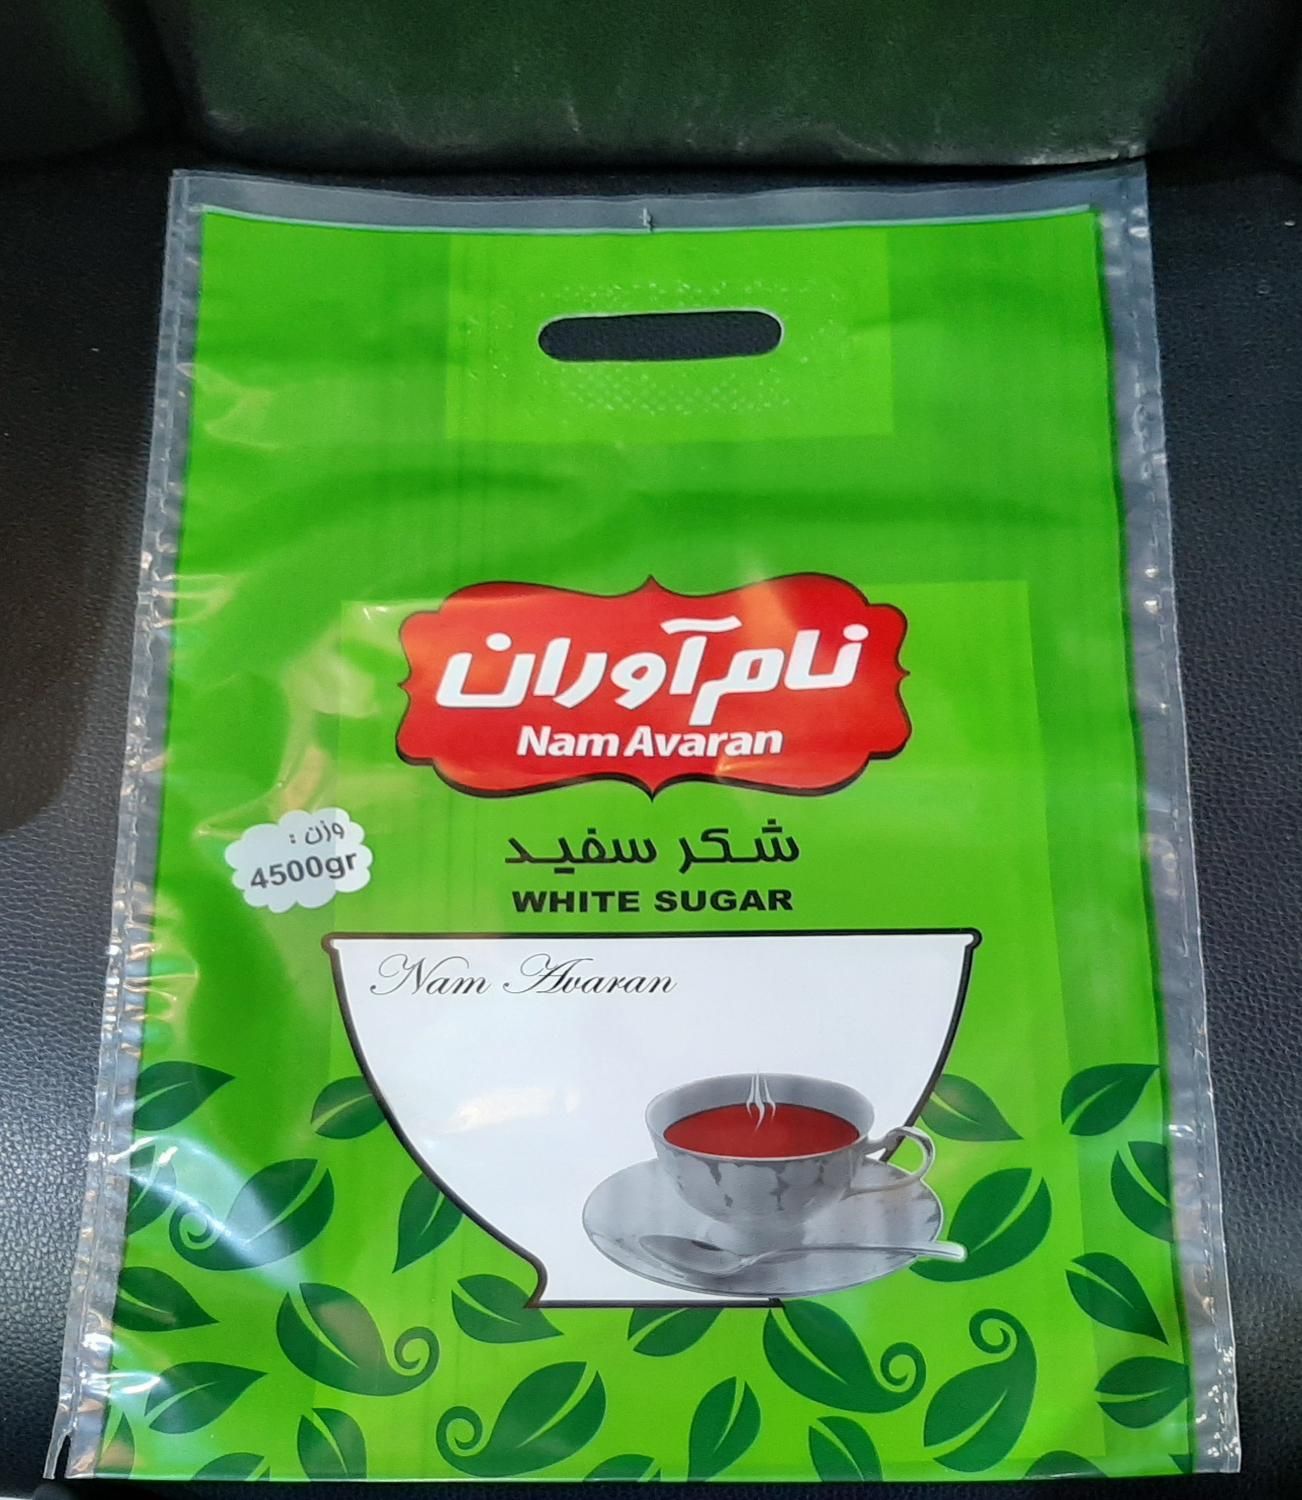 نام آوران
Nam Avaran
شکر سفید
WHITE SUGAR
وزن :
4500gr
Nam Avaran